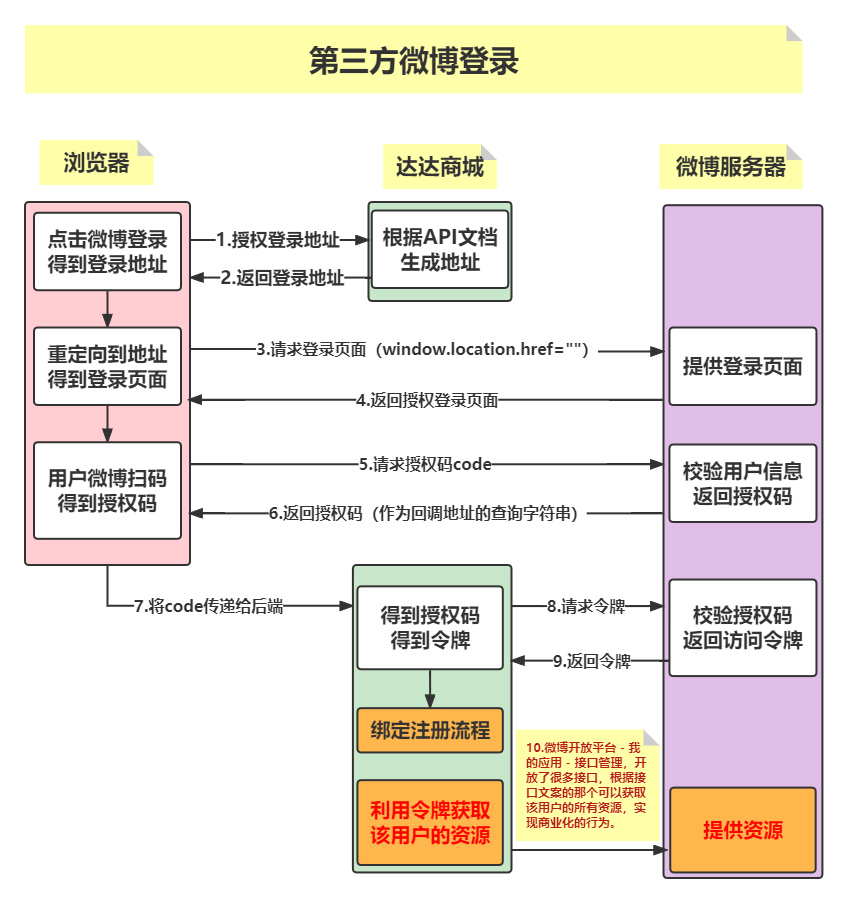 第三方微博登录
浏览器
达达商城
微博服务器
点击微博登录
得到登录地址
1.授权登录地址
2.返回登录地址
根据API文档
生成地址
重定向到地址
得到登录页面
3.请求登录页面（window.location.href=""）
4.返回授权登录页面
提供登录页面
用户微博扫码
得到授权码
5.请求授权码code
6.返回授权码（作为回调地址的查询字符串）
校验用户信息
返回授权码
7.将code传递给后端
得到授权码
得到令牌
8.请求令牌
9.返回令牌
校验授权码
返回访问令牌
绑定注册流程
利用令牌获取
该用户的资源
10.微博开放平台 - 我
的应用 - 接口管理，开
放了很多接口，根据接
口文案的那个可以获取
该用户的所有资源，实
现商业化的行为。
提供资源